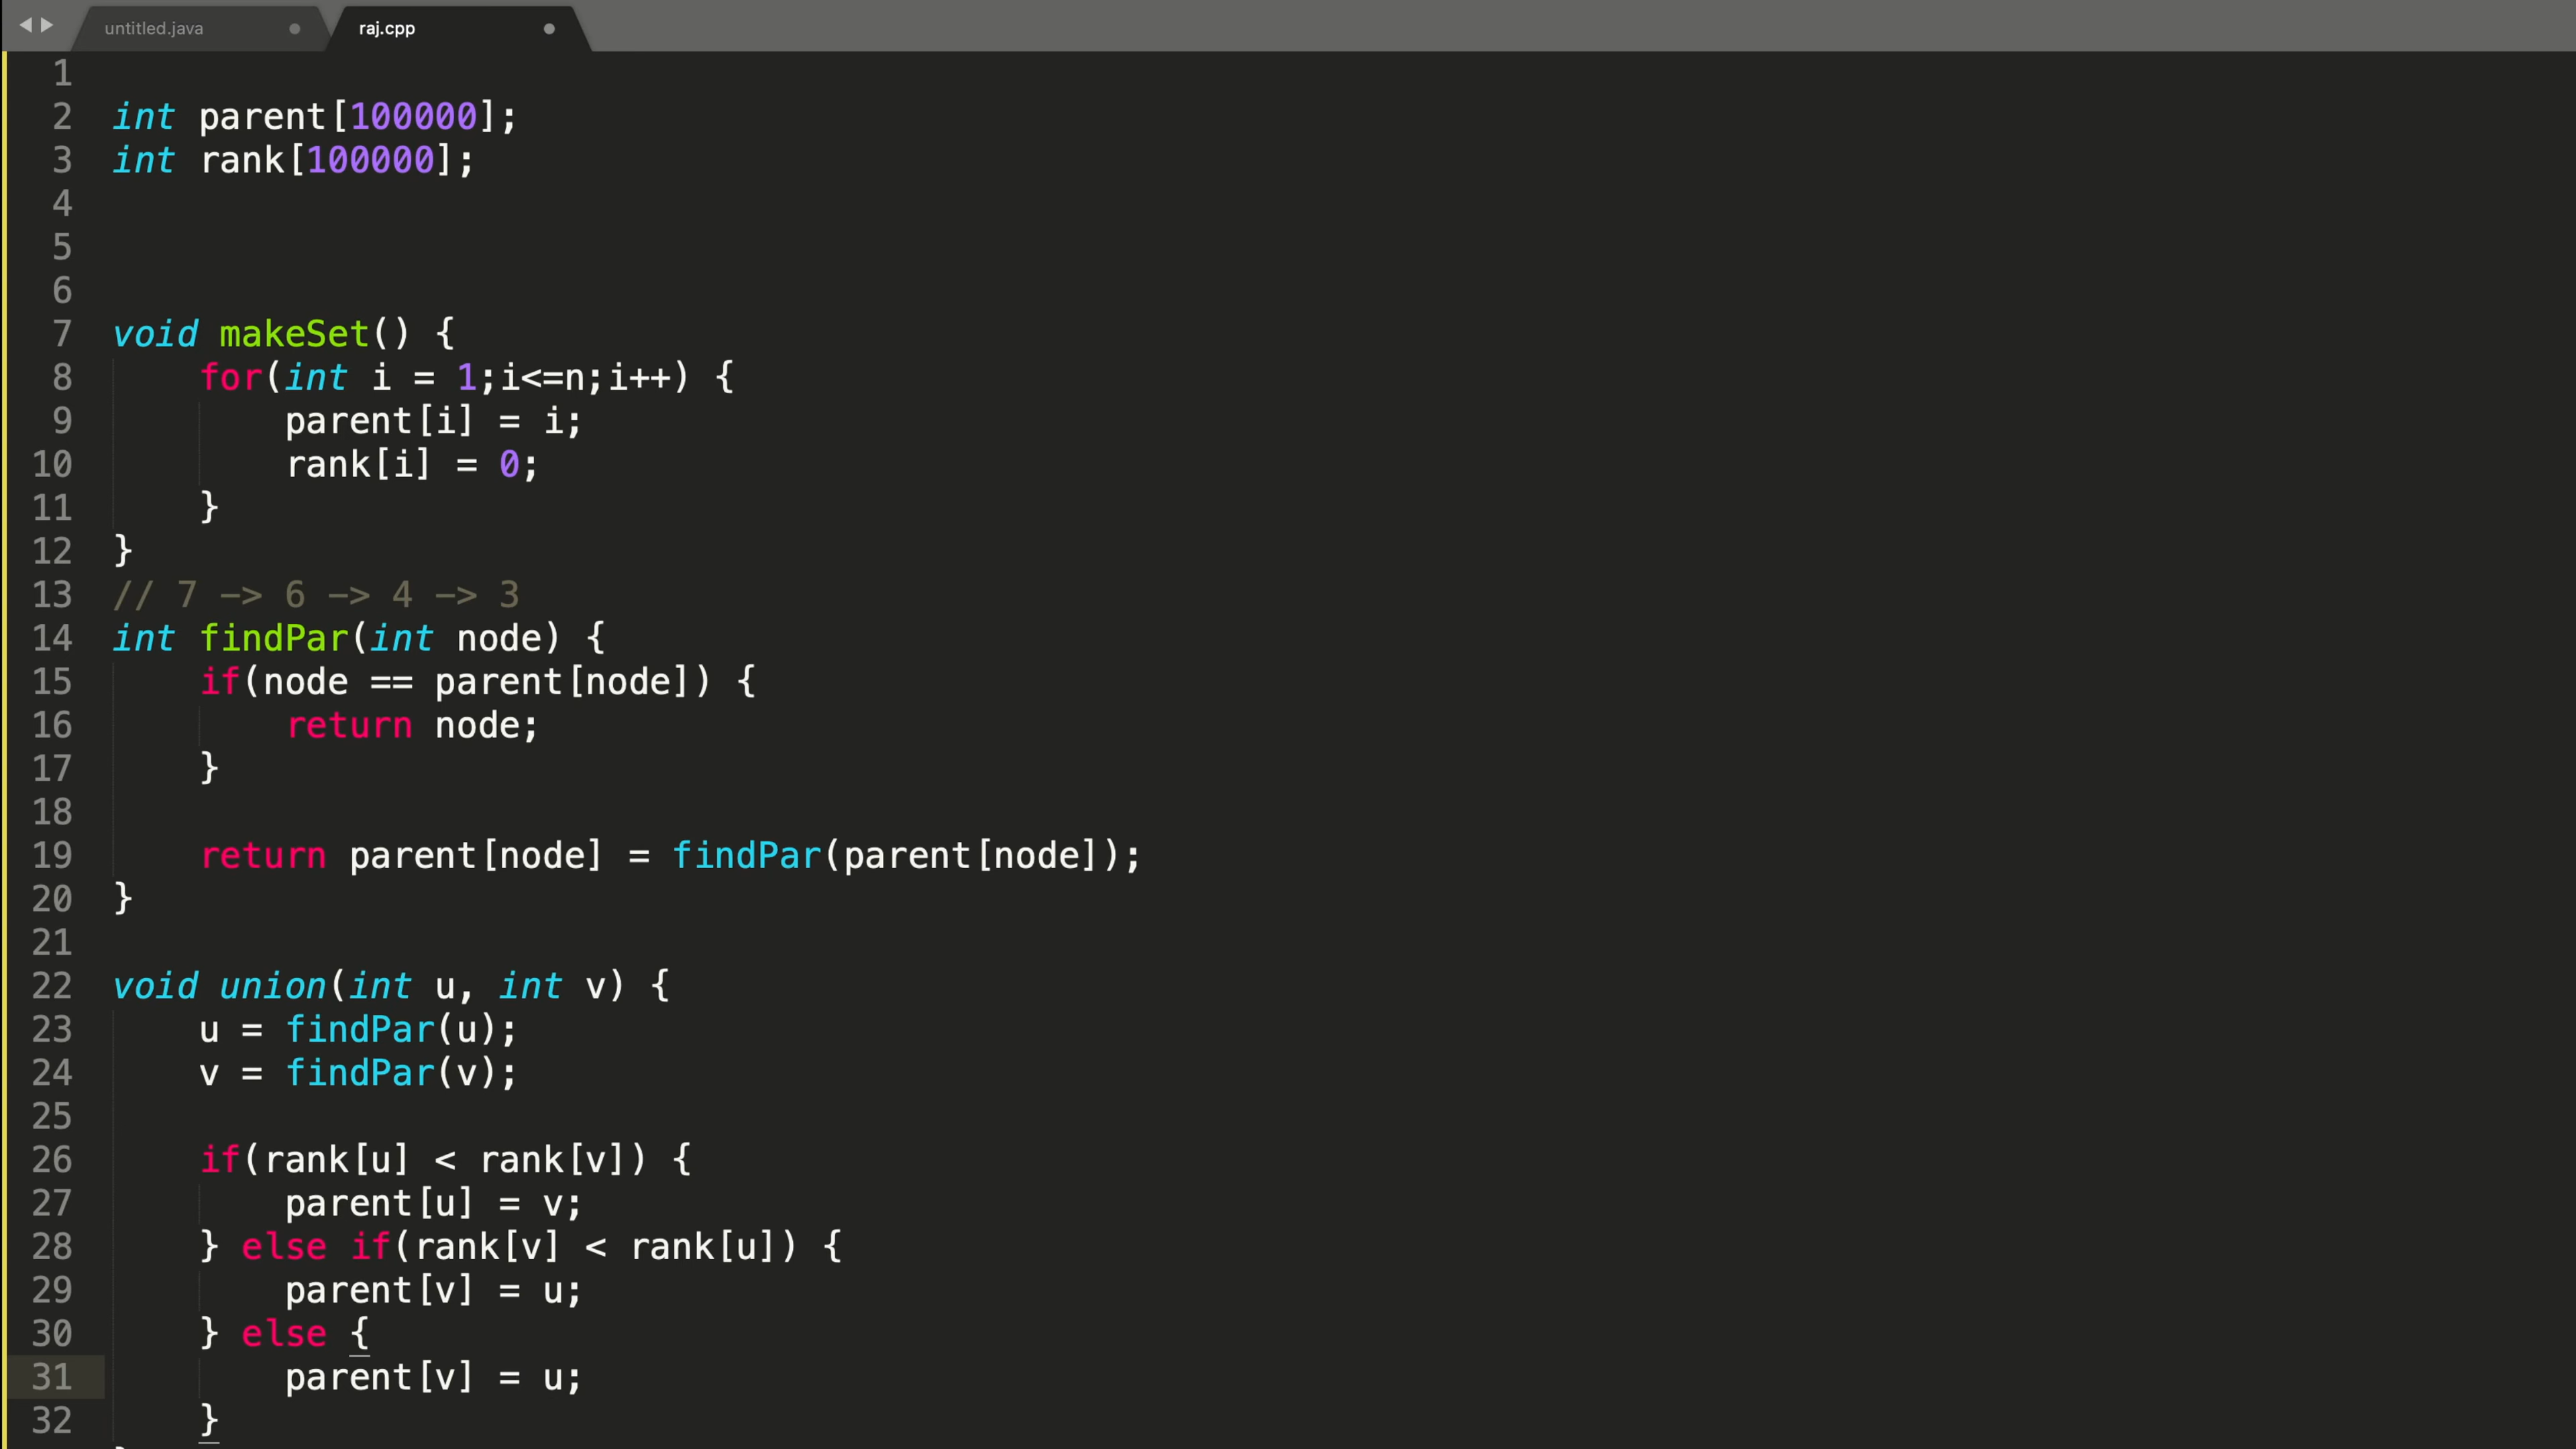 untitled.java
raj.cpp
1
2 int parent[100000];
3 int rank[100000];
4
5
6
7 void makeSet() {
8 for(int i = 1;i<=n;i++) {
9 parent[i] = i;
10 rank[i] = 0;
11 }
12 }
13 // 7 -> 6 -> 4 -> 3
14 int findPar(int node) {
15 if(node == parent[node]) {
16 return node;
17 }
18
19 return parent[node] = findPar(parent[node]);
20 }
21
22 void union(int u, int v) {
23 u = findPar(u);
24 v = findPar(v);
25
26 if(rank[u] < rank[v]) {
27 parent[u] = v;
28 } else if(rank[v] < rank[u]) {
29 parent[v] = u;
30 } else {
31 parent[v] = u;
32 }